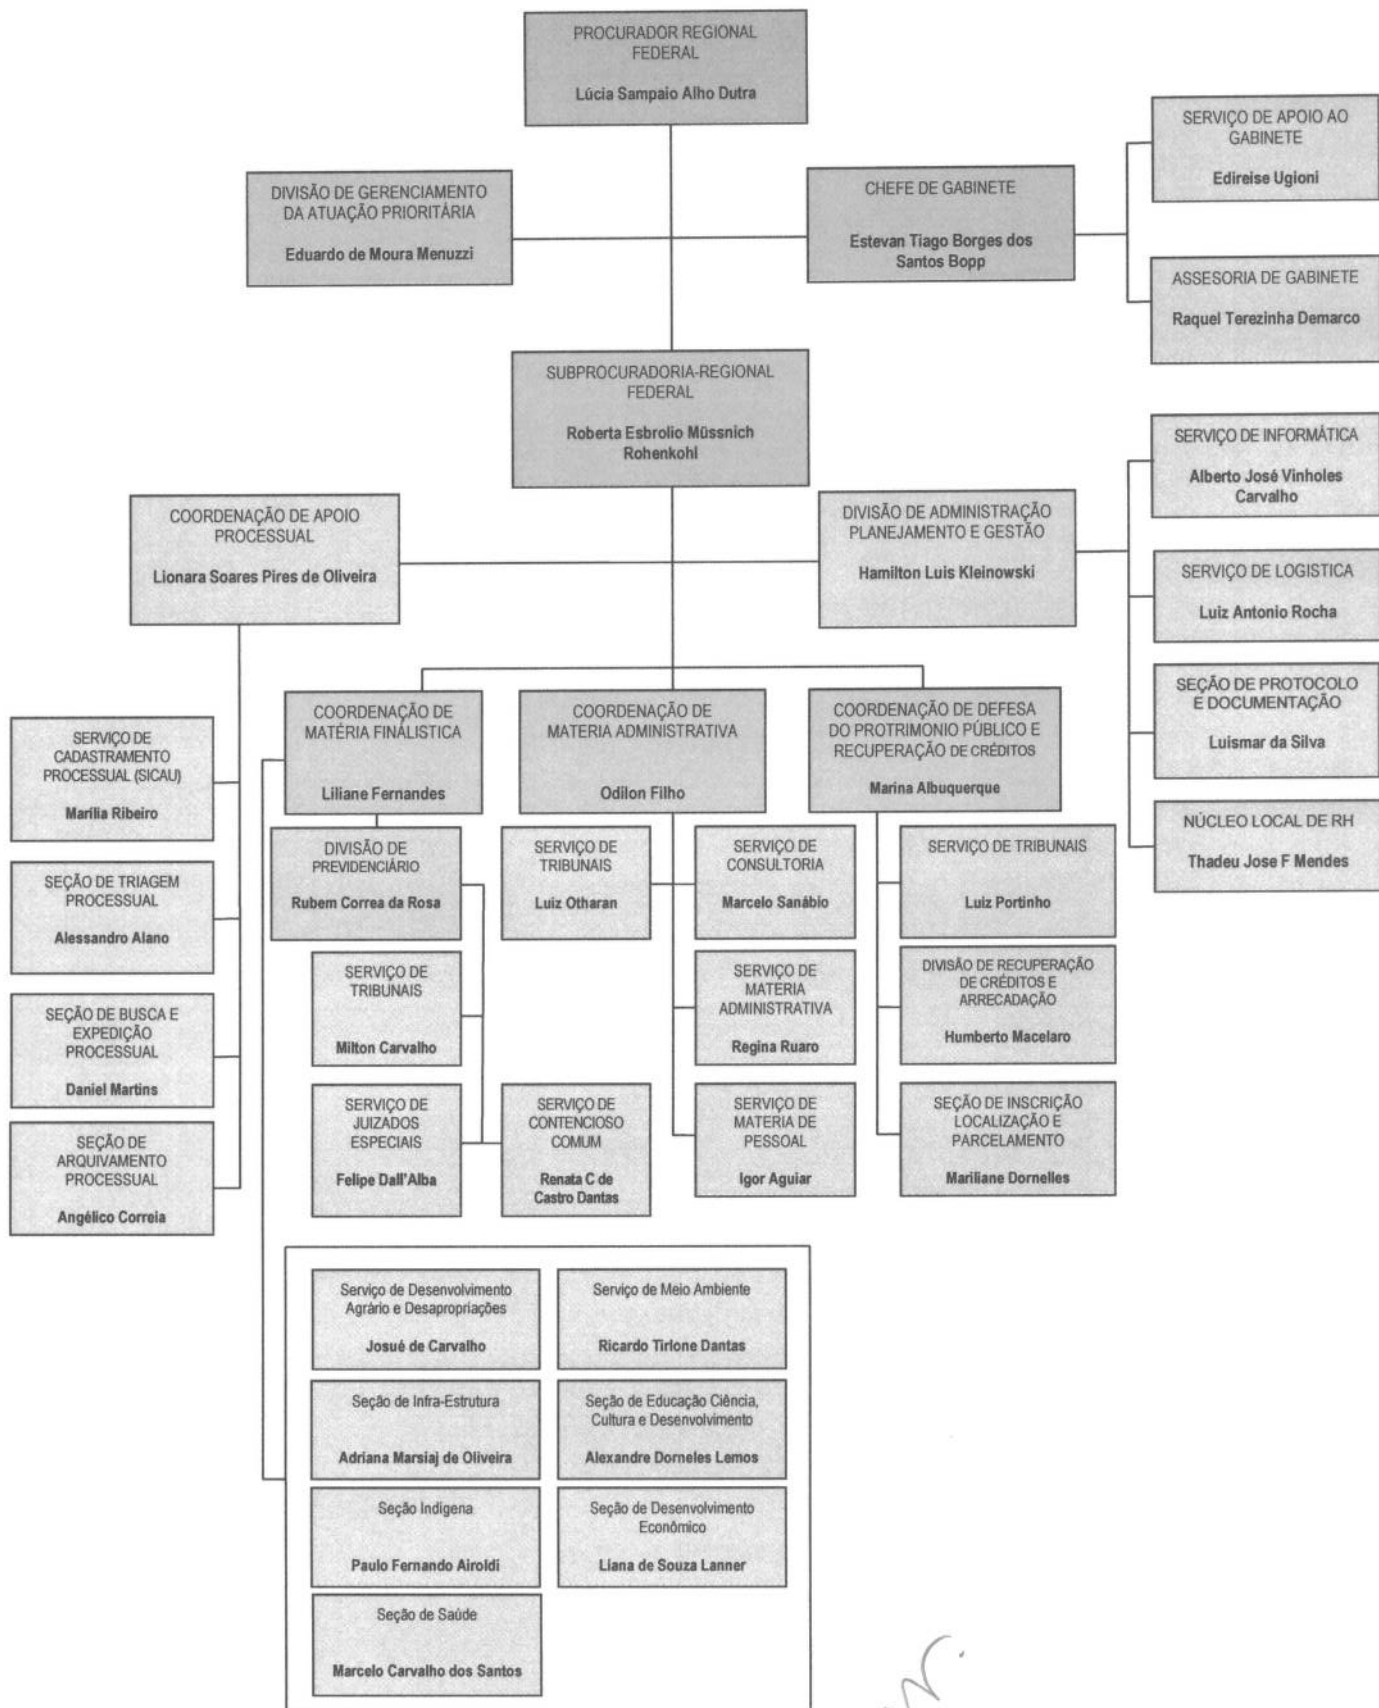 PROCURADOR REGIONAL
FEDERAL
Lúcia Sampaio Alho Dutra
DIVISÃO DE GERENCIAMENTO
DA ATUAÇÃO PRIORITÁRIA
Eduardo de Moura Menuzzi
CHEFE DE GABINETE
Estevan Tiago Borges dos
Santos Bopp
SERVIÇO DE APOIO AO
GABINETE
Edireise Ugioni
ASSESORIA DE GABINETE
Raquel Terezinha Demarco
SUBPROCURADORIA-REGIONAL
FEDERAL
Roberta Esbrolio Müssnich
Rohenkohl
COORDENAÇÃO DE APOIO
PROCESSUAL
Lionara Soares Pires de Oliveira
DIVISÃO DE ADMINISTRAÇÃO
PLANEJAMENTO E GESTÃO
Hamilton Luis Kleinowski
SERVIÇO DE INFORMÁTICA
Alberto José Vinholes
Carvalho
SERVIÇO DE LOGISTICA
Luiz Antonio Rocha
SEÇÃO DE PROTOCOLO
E DOCUMENTAÇÃO
Luismar da Silva
NÚCLEO LOCAL DE RH
Thadeu Jose F Mendes
SERVIÇO DE
CADASTRAMENTO
PROCESSUAL (SICAU)
Marília Ribeiro
SEÇÃO DE TRIAGEM
PROCESSUAL
Alessandro Alano
SEÇÃO DE BUSCA E
EXPEDIÇÃO
PROCESSUAL
Daniel Martins
SEÇÃO DE
ARQUIVAMENTO
PROCESSUAL
Angélico Correia
COORDENAÇÃO DE
MATÉRIA FINÁLISTICA
Liliane Fernandes
COORDENAÇÃO DE
MATERIA ADMINISTRATIVA
Odilon Filho
COORDENAÇÃO DE DEFESA
DO PROTRIMONIO PÚBLICO E
RECUPERAÇÃO DE CRÉDITOS
Marina Albuquerque
DIVISÃO DE
PREVIDENCIÁRIO
Rubem Correa da Rosa
SERVIÇO DE
TRIBUNAIS
Milton Carvalho
SERVIÇO DE
JUIZADOS
ESPECIAIS
Felipe Dall'Alba
SERVIÇO DE
CONTENCIOSO
COMUM
Renata C de
Castro Dantas
SERVIÇO DE
TRIBUNAIS
Luiz Otharan
SERVIÇO DE
CONSULTORIA
Marcelo Sanábio
SERVIÇO DE
MATERIA
ADMINISTRATIVA
Regina Ruaro
SERVIÇO DE
MATERIA DE
PESSOAL
Igor Aguiar
SERVIÇO DE TRIBUNAIS
Luiz Portinho
DIVISÃO DE RECUPERAÇÃO
DE CRÉDITOS E
ARRECADAÇÃO
Humberto Macelaro
SEÇÃO DE INSCRIÇÃO
LOCALIZAÇÃO E
PARCELAMENTO
Mariliane Dornelles
Serviço de Desenvolvimento
Agrário e Desapropriações
Josué de Carvalho
Serviço de Meio Ambiente
Ricardo Tirlone Dantas
Seção de Infra-Estrutura
Adriana Marsiaj de Oliveira
Seção de Educação Ciência,
Cultura e Desenvolvimento
Alexandre Dorneles Lemos
Seção Indígena
Paulo Fernando Airoldi
Seção de Desenvolvimento
Econômico
Liana de Souza Lanner
Seção de Saúde
Marcelo Carvalho dos Santos